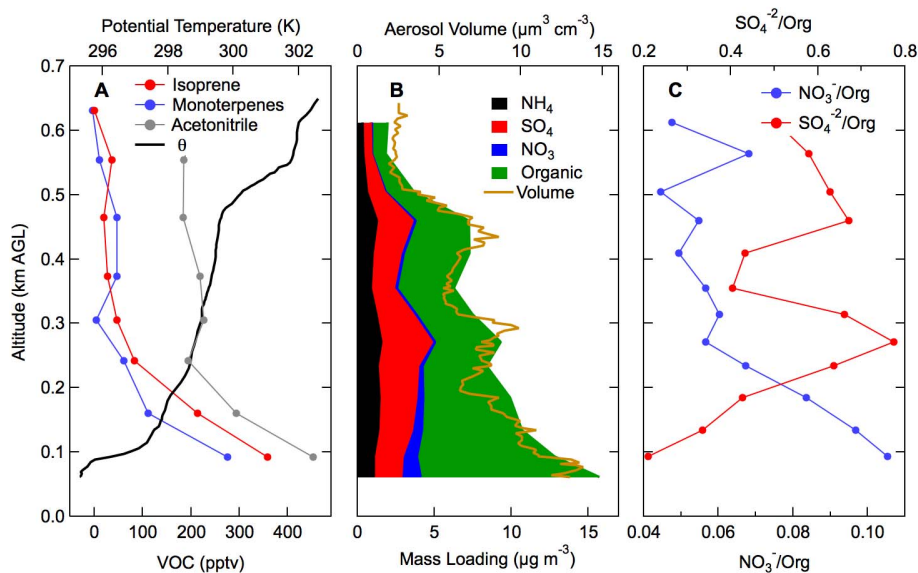 Potential Temperature (K)
296 298 300 302
Aerosol Volume (µm³ cm⁻³)
0 5 10 15
SO₄⁻²/Org
0.2 0.4 0.6 0.8
Altitude (km AGL)
0.7
0.6
0.5
0.4
0.3
0.2
0.1
0.0
A
Isoprene
Monoterpenes
Acetonitrile
θ
B
NH₄
SO₄
NO₃
Organic
Volume
C
NO₃⁻/Org
SO₄⁻²/Org
0 100 200 300 400
VOC (pptv)
0 5 10 15
Mass Loading (µg m⁻³)
0.04 0.06 0.08 0.10
NO₃⁻/Org